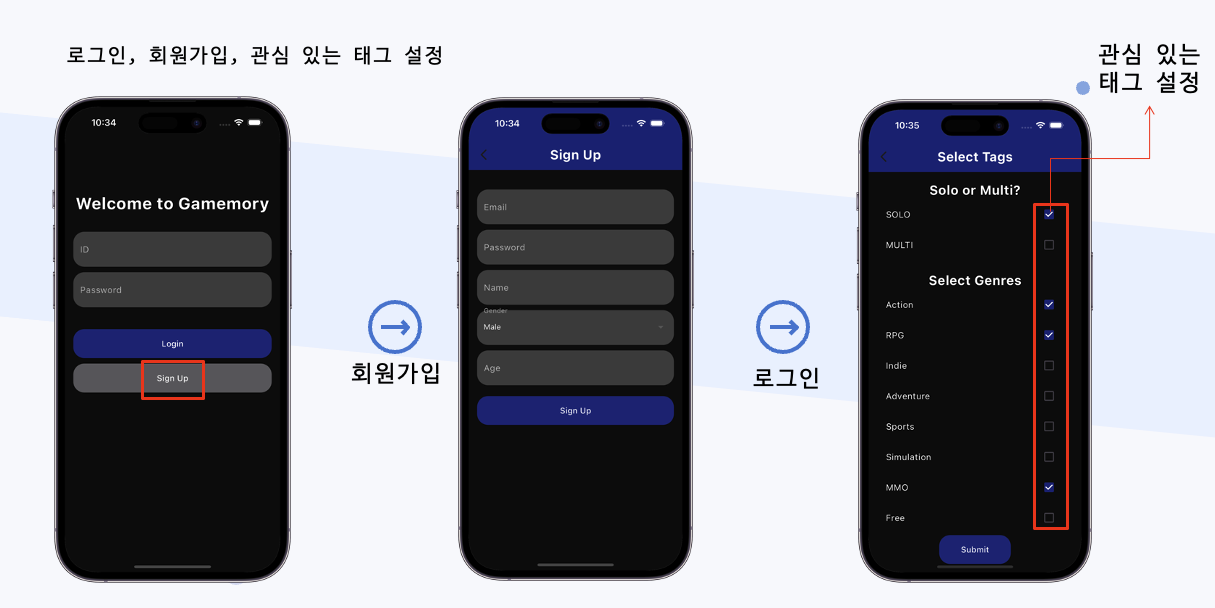 로그인, 회원가입, 관심 있는 태그 설정
관심 있는
태그 설정
10:34
Welcome to Gamemory
ID
Password
Login
Sign Up
회원가입
10:34
Sign Up
Email
Password
Name
Gender
Male
Age
Sign Up
로그인
10:35
Select Tags
Solo or Multi?
SOLO
MULTI
Select Genres
Action
RPG
Indie
Adventure
Sports
Simulation
MMO
Free
Submit